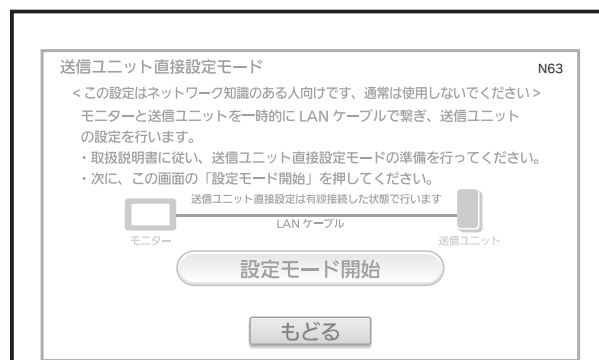 送信ユニット直接設定モード
N63
<この設定はネットワーク知識のある人向けです、通常は使用しないでください>
モニターと送信ユニットを一時的に LAN ケーブルで繋ぎ、送信ユニット
の設定を行います。
・取扱説明書に従い、送信ユニット直接設定モードの準備を行ってください。
・次に、この画面の「設定モード開始」を押してください。
送信ユニット直接設定は有線接続した状態で行います
LAN ケーブル
モニター
送信ユニット
設定モード開始
もどる